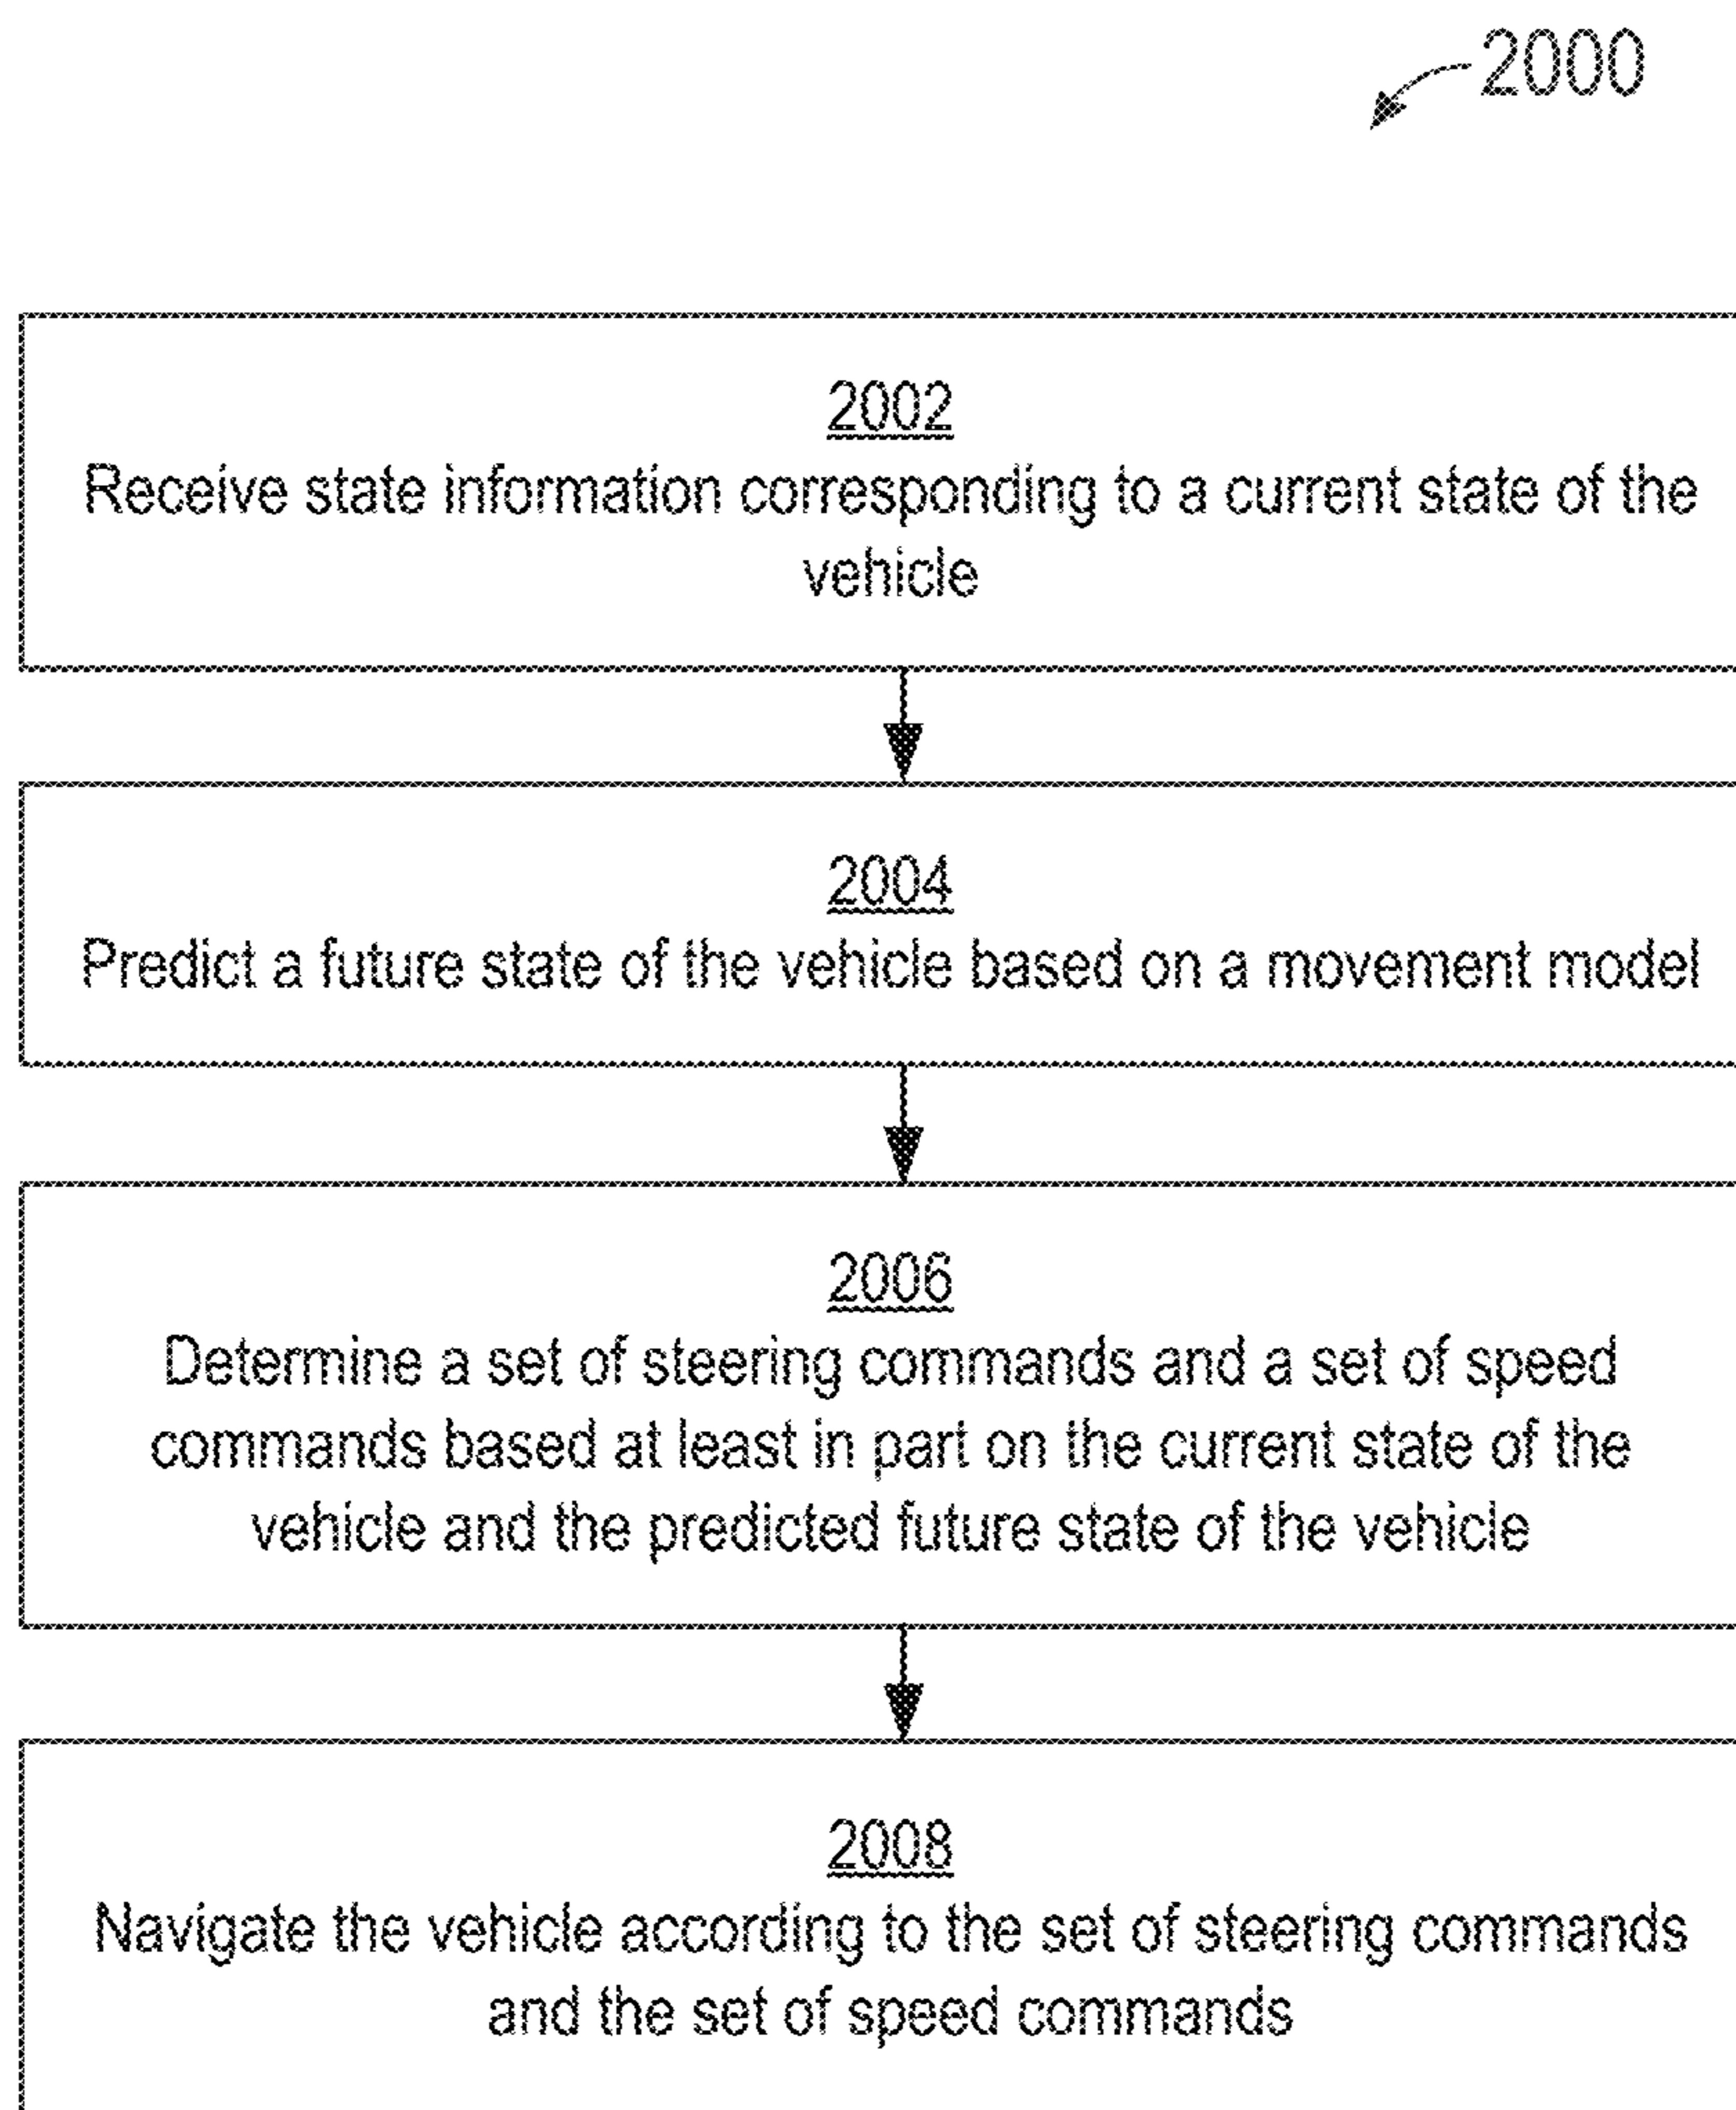 2000
2002
Receive state information corresponding to a current state of the
vehicle
2004
Predict a future state of the vehicle based on a movement model
2006
Determine a set of steering commands and a set of speed
commands based at least in part on the current state of the
vehicle and the predicted future state of the vehicle
2008
Navigate the vehicle according to the set of steering commands
and the set of speed commands